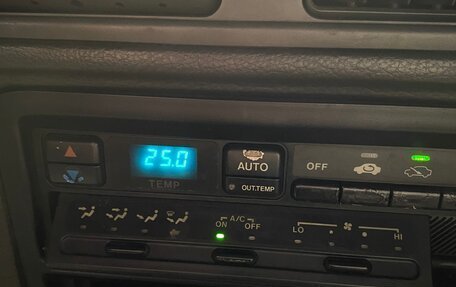 25.0
AUTO
OFF
TEMP
OUT.TEMP
A/C
ON OFF
LO HI